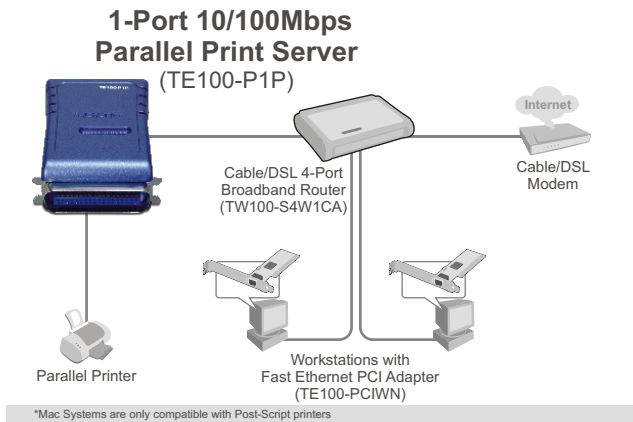 1-Port 10/100Mbps
Parallel Print Server
(TE100-P1P)
TE100-P1P
Internet
Cable/DSL 4-Port
Broadband Router
(TW100-S4W1CA)
Cable/DSL
Modem
Parallel Printer
Workstations with
Fast Ethernet PCI Adapter
(TE100-PCIWN)
*Mac Systems are only compatible with Post-Script printers